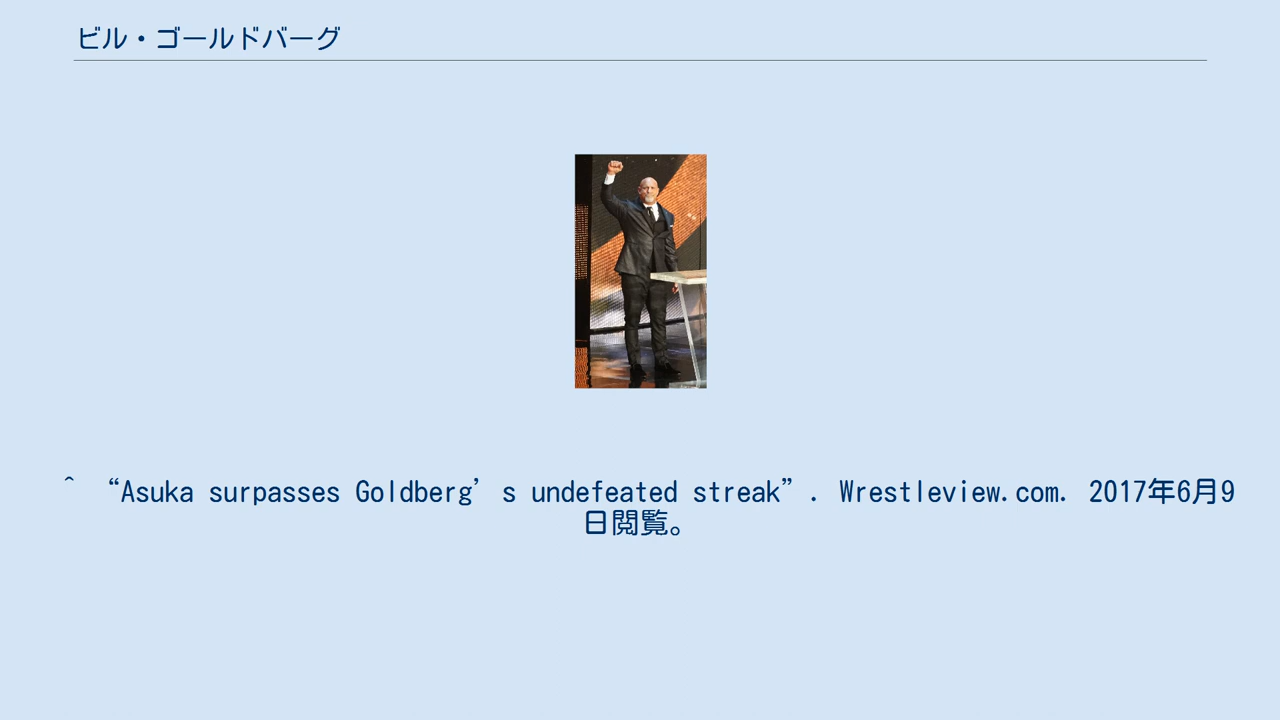 ビル・ゴールドバーグ
^ “Asuka surpasses Goldberg’s undefeated streak”. Wrestleview.com. 2017年6月9
日閲覧。